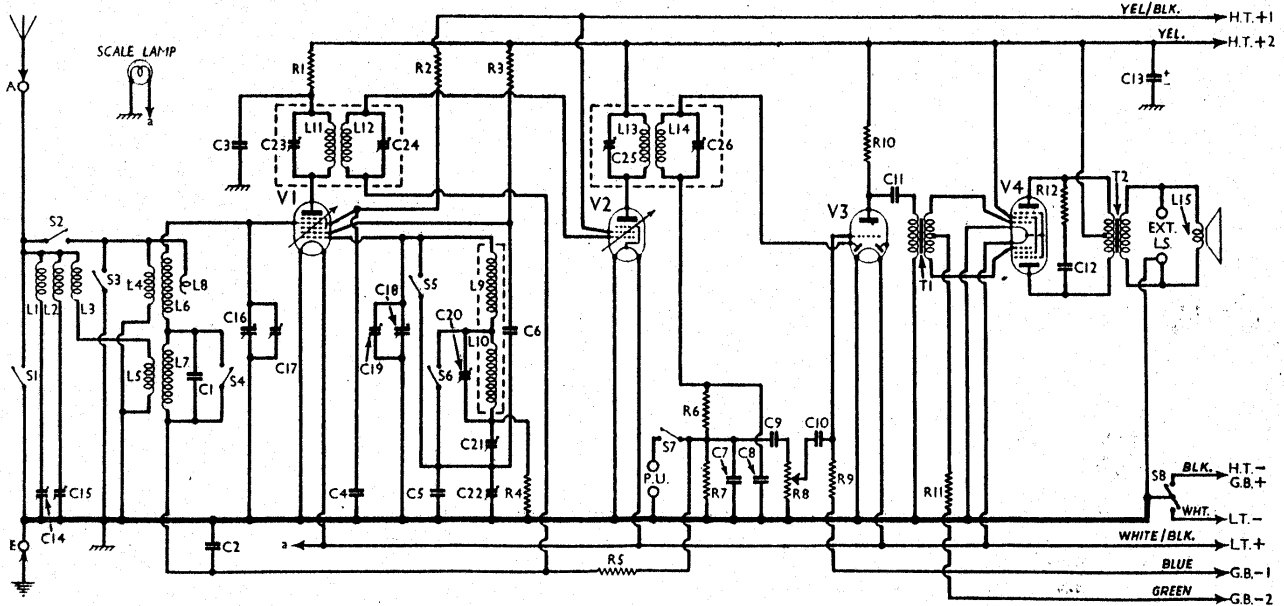 YEL/BLK.
H.T.+1
YEL.
H.T.+2
SCALE LAMP
a
A
R1
R2
R3
C13
+
-
L11
L12
L13
L14
C3
C23
C24
C25
C26
R10
C11
V1
V2
V3
V4
R12
T2
L15
EXT.
L.S.
S2
S3
L4
L8
L6
L1
L2
L3
C16
C17
C18
C19
S5
L9
C20
L10
C6
T1
C12
S1
L5
L7
C1
S4
S6
R6
C9
C10
S7
C21
P.U.
C7
C8
R7
R8
R9
R11
S8
BLK.
H.T.-
G.B.+
C15
C14
C4
C5
C22
R4
WHT.
L.T.-
E
C2
a
WHITE/BLK.
L.T.+
R5
BLUE
G.B.-1
GREEN
G.B.-2